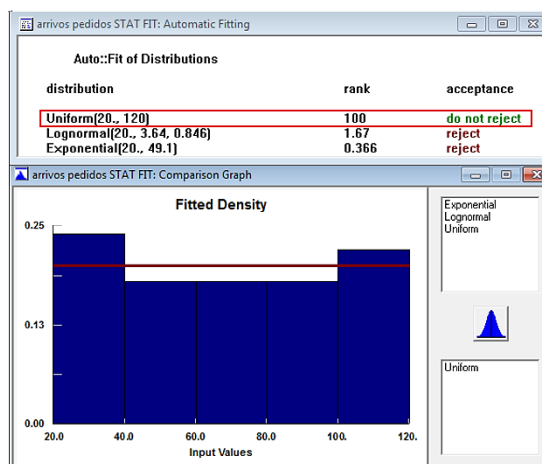 arrivos pedidos STAT FIT: Automatic Fitting
Auto::Fit of Distributions
distribution rank acceptance
Uniform(20., 120) 100 do not reject
Lognormal(20., 3.64, 0.846) 1.67 reject
Exponential(20., 49.1) 0.366 reject
arrivos pedidos STAT FIT: Comparison Graph
Fitted Density
0.25
0.13
0.00
20.0 40.0 60.0 80.0 100. 120.
Input Values
Exponential
Lognormal
Uniform
Uniform